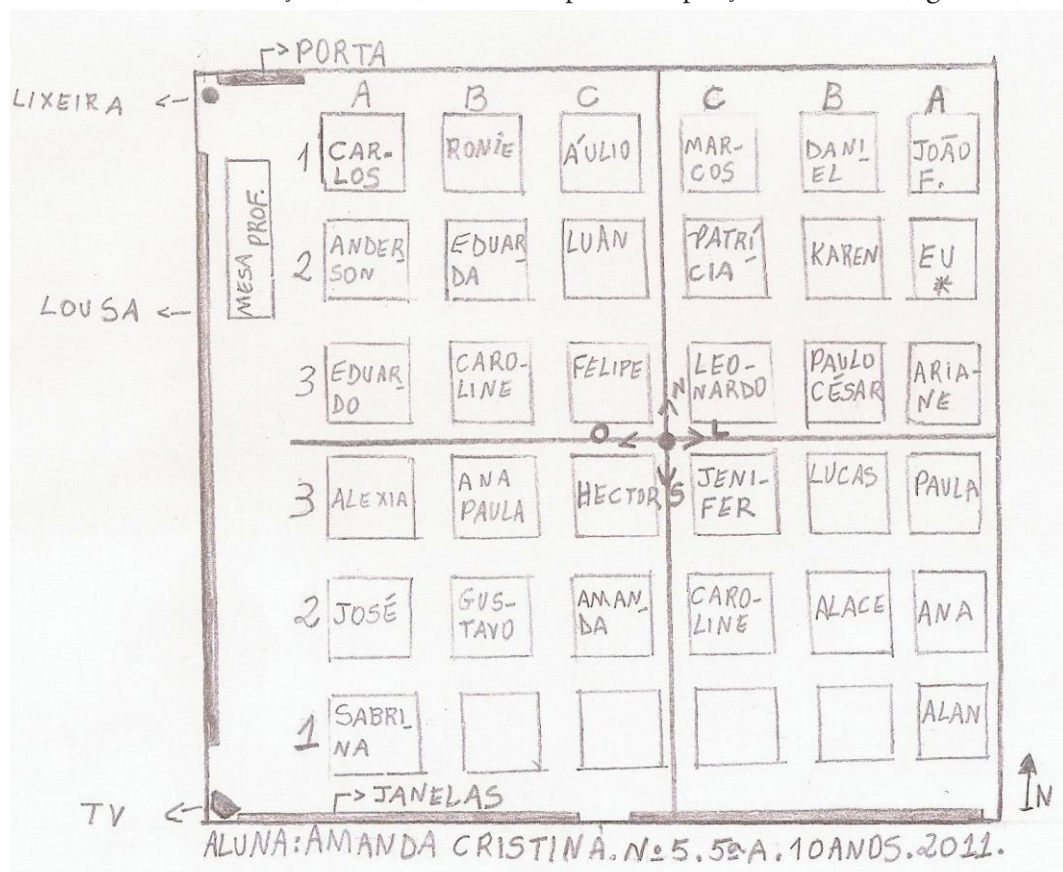 PORTA
LIXEIRA
A B C C B A
1 CAR-
LOS
RONIE
ÁULIO
MAR-
COS
DANI
EL
JOÃO
F.
MESA PROF.
2 ANDER
SON
EDUAR
DA
LUÃN
PATRÍ
CIA
KAREN
EU
*
LOUSA
3 EDUAR
DO
CARO-
LINE
FELIPE
LEO-
NARDO
PAULO
CÉSAR
ARIA-
NE
N
O L
S
3 ALEXIA
ANA
PAULA
HECTOR
JENI-
FER
LUCAS
PAULA
2 JOSÉ
GUS-
TAVO
AMAN
DA
CARO-
LINE
ALACE
ANA
1 SABRI
NA
ALAN
TV
JANELAS
N
ALUNA: AMANDA CRISTINA. Nº 5. 5ª A. 10 ANOS. 2011.